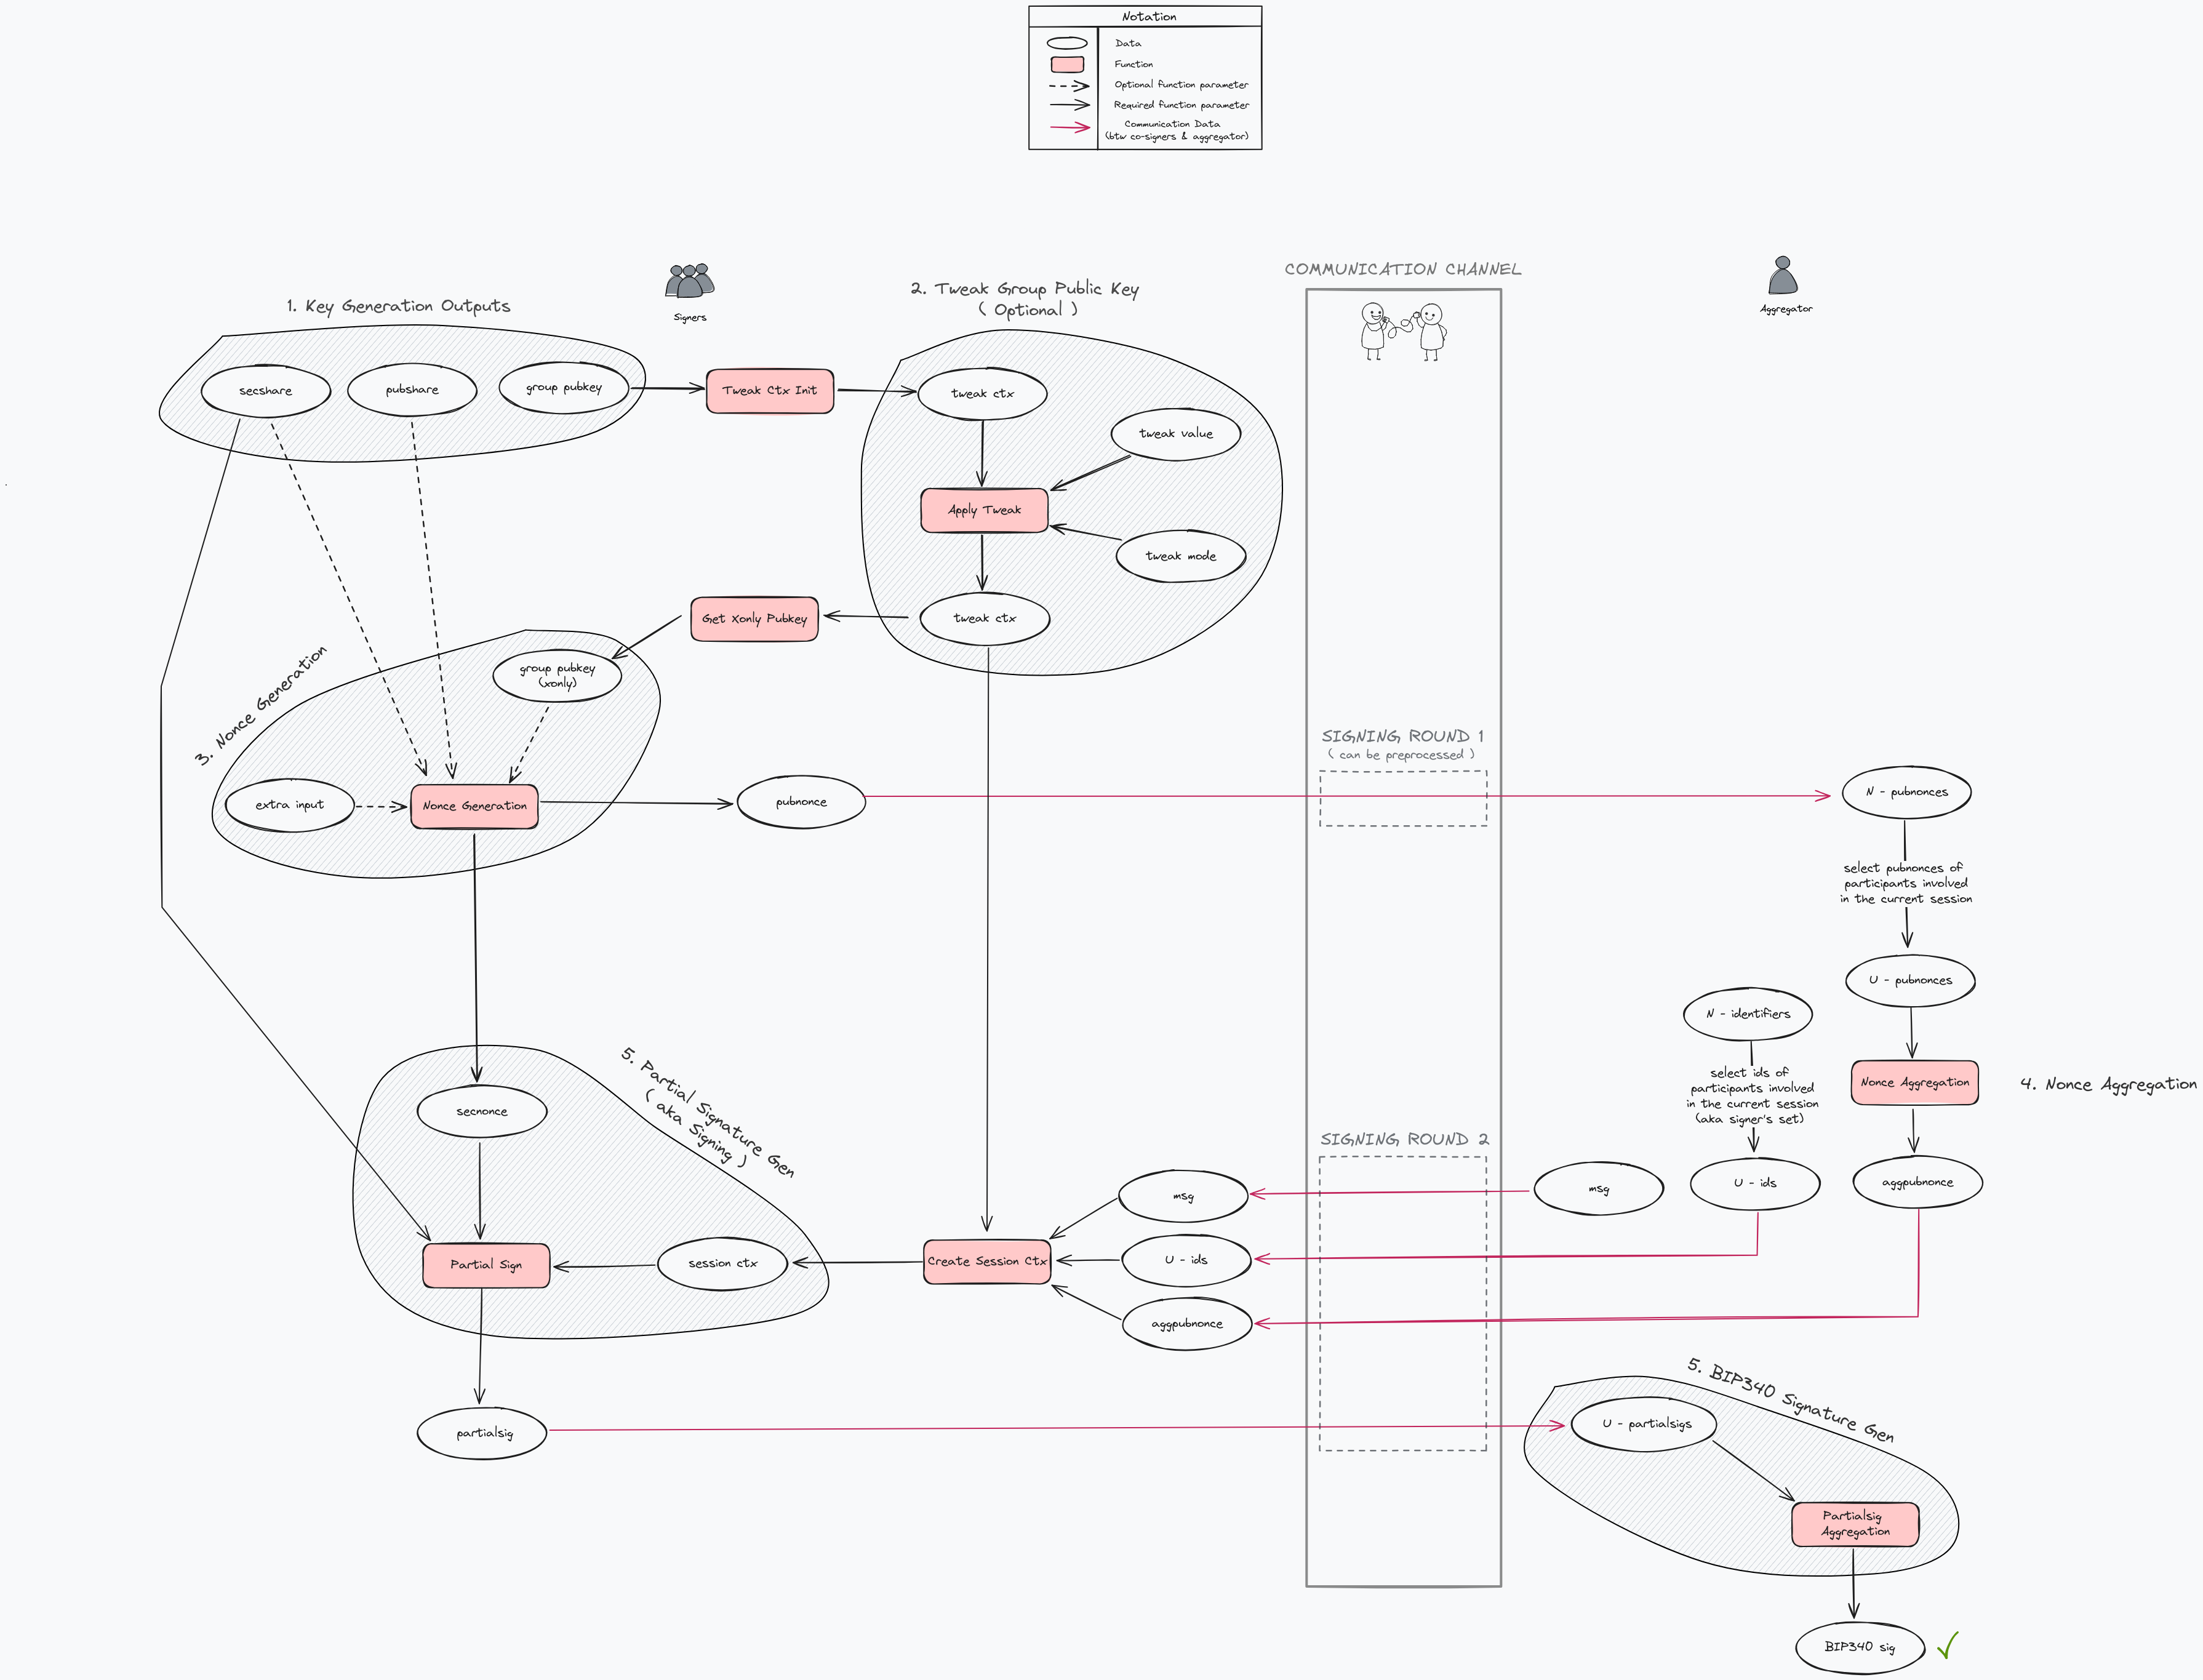 Notation
Data
Function
Optional function parameter
Required function parameter
Communication Data
(btw co-signers & aggregator)
Signers
COMMUNICATION CHANNEL
Aggregator
1. Key Generation Outputs
secshare
pubshare
group pubkey
Tweak Ctx Init
2. Tweak Group Public Key
( Optional )
tweak ctx
tweak value
Apply Tweak
tweak mode
tweak ctx
Get Xonly Pubkey
3. Nonce Generation
group pubkey
(xonly)
extra input
Nonce Generation
pubnonce
SIGNING ROUND 1
( can be preprocessed )
N - pubnonces
select pubnonces of
participants involved
in the current session
U - pubnonces
N - identifiers
select ids of
participants involved
in the current session
(aka signer's set)
Nonce Aggregation
4. Nonce Aggregation
5. Partial Signature Gen
( aka Signing )
secnonce
SIGNING ROUND 2
msg
msg
U - ids
aggpubnonce
Partial Sign
session ctx
Create Session Ctx
U - ids
aggpubnonce
partialsig
5. BIP340 Signature Gen
U - partialsigs
Partialsig
Aggregation
BIP340 sig